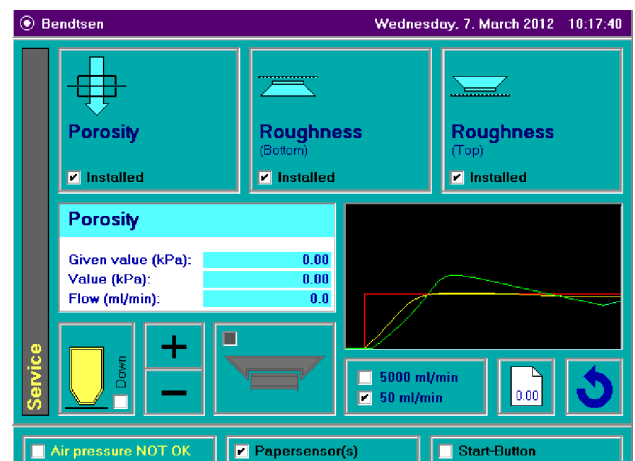 Bendtsen Wednesday, 7. March 2012 10:17:40
Porosity
Installed
Roughness
(Bottom)
Installed
Roughness
(Top)
Installed
Porosity
Given value (kPa): 0.00
Value (kPa): 0.00
Flow (ml/min): 0.0
Service
Down
+
−
5000 ml/min
50 ml/min
0.00
Air pressure NOT OK
Papersensor(s)
Start-Button